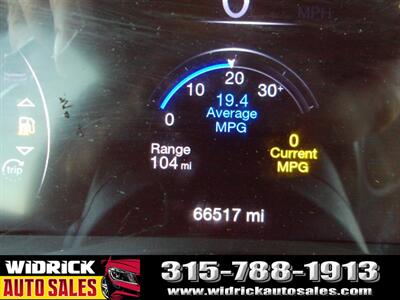 0 MPH
20
10 30+
19.4
Average
MPG
0
Range
104 mi
0
Current
MPG
trip
66517 mi
WIDRICK
AUTO SALES
315-788-1913
www.widrickautosales.com